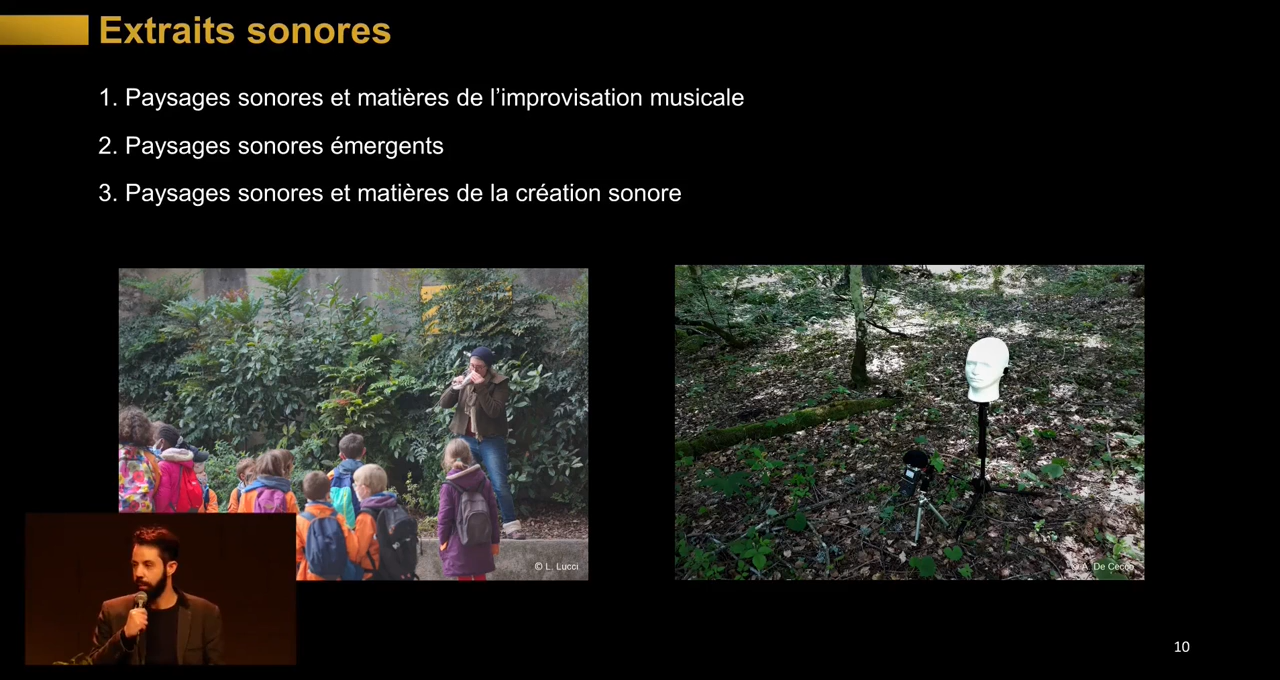 Extraits sonores
1. Paysages sonores et matières de l’improvisation musicale
2. Paysages sonores émergents
3. Paysages sonores et matières de la création sonore
© L. Lucci
© A. De Cecco
10